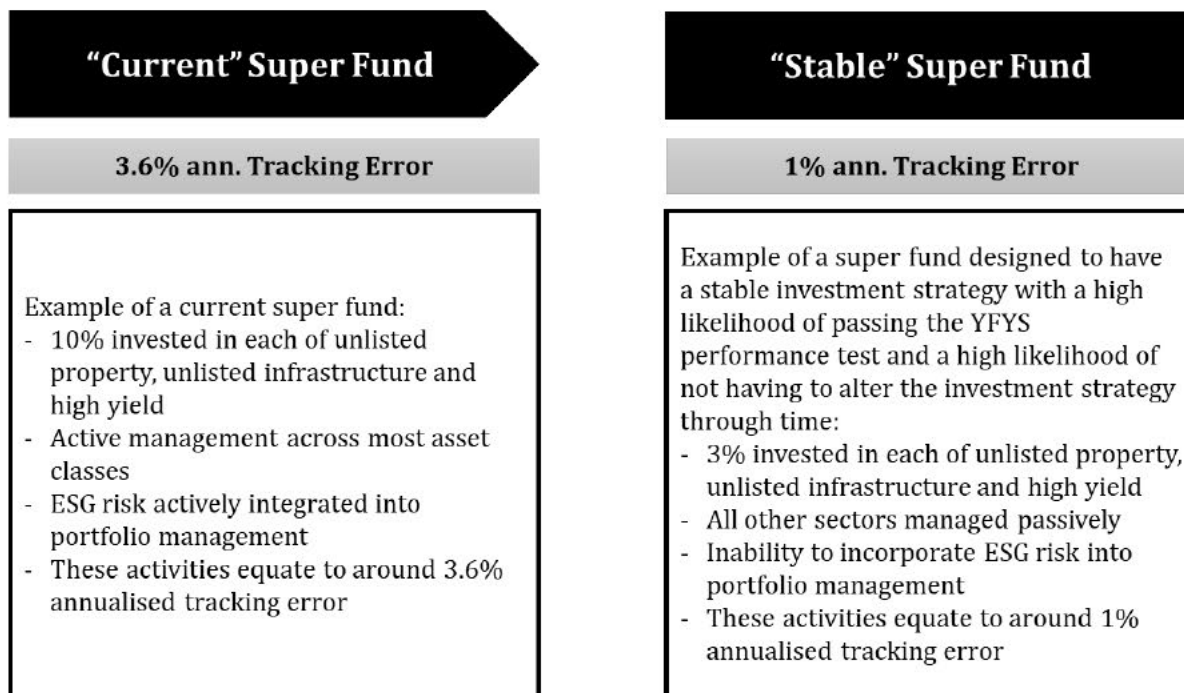 “Current” Super Fund
3.6% ann. Tracking Error
Example of a current super fund:
- 10% invested in each of unlisted
property, unlisted infrastructure and
high yield
- Active management across most asset
classes
- ESG risk actively integrated into
portfolio management
- These activities equate to around 3.6%
annualised tracking error
“Stable” Super Fund
1% ann. Tracking Error
Example of a super fund designed to have
a stable investment strategy with a high
likelihood of passing the YFYS
performance test and a high likelihood of
not having to alter the investment strategy
through time:
- 3% invested in each of unlisted property,
unlisted infrastructure and high yield
- All other sectors managed passively
- Inability to incorporate ESG risk into
portfolio management
- These activities equate to around 1%
annualised tracking error